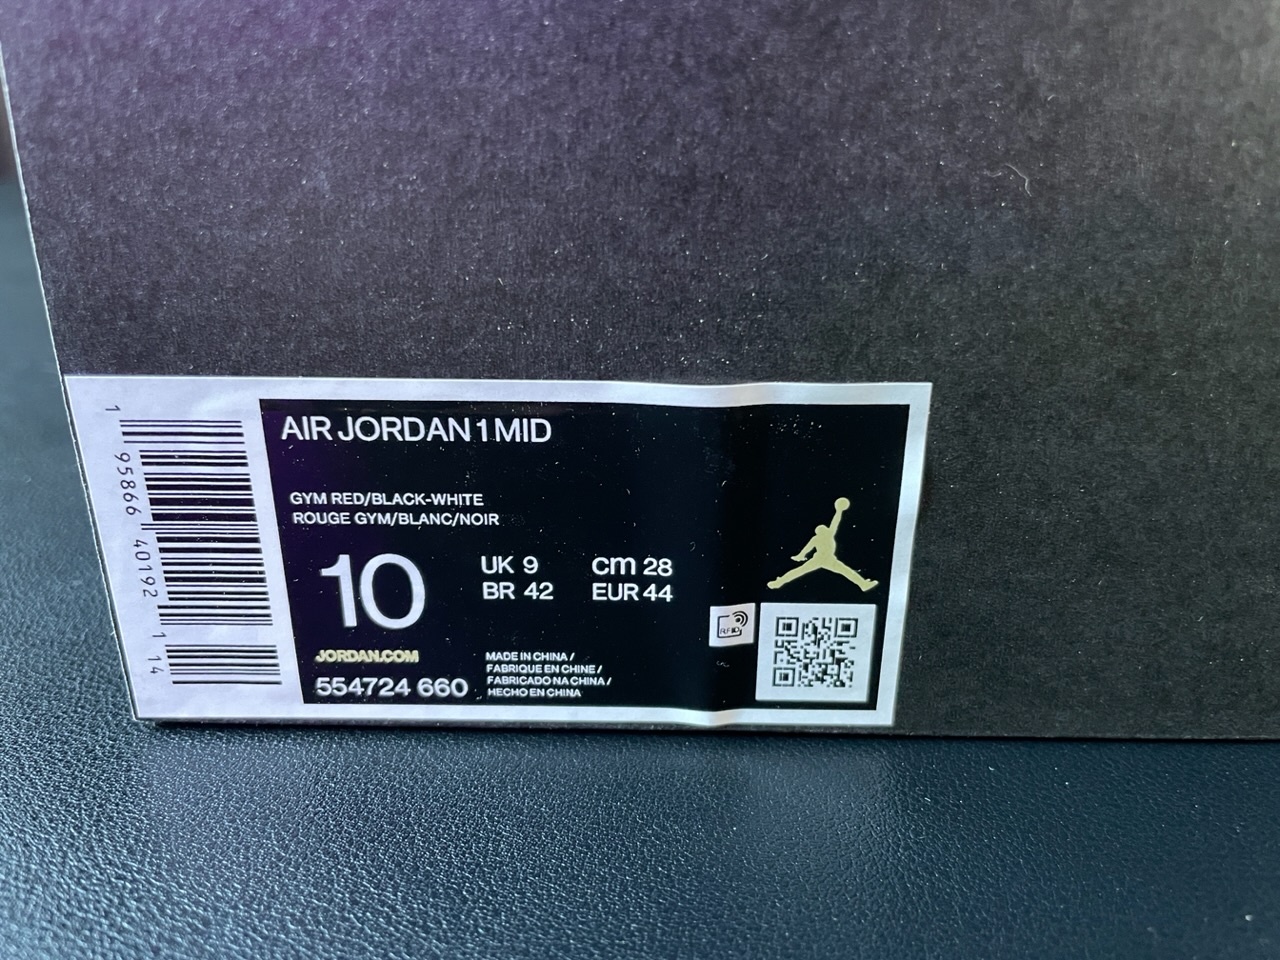 AIR JORDAN 1 MID
GYM RED/BLACK-WHITE
ROUGE GYM/BLANC/NOIR
10
UK 9
cm 28
BR 42
EUR 44
JORDAN.COM
554724 660
MADE IN CHINA /
FABRIQUE EN CHINE /
FABRICADO NA CHINA /
HECHO EN CHINA
RFID
1 95866 40192 1 14